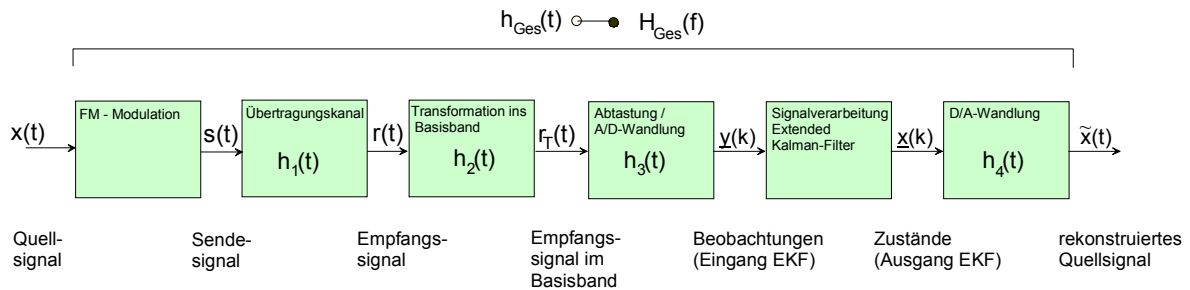 h_Ges(t) H_Ges(f)
FM - Modulation
Übertragungskanal
h_1(t)
Transformation ins
Basisband
h_2(t)
Abtastung /
A/D-Wandlung
h_3(t)
Signalverarbeitung
Extended
Kalman-Filter
D/A-Wandlung
h_4(t)
x(t) s(t) r(t) r_T(t) y(k) x(k) x̃(t)
Quell-
signal
Sende-
signal
Empfangs-
signal
Empfangs-
signal im
Basisband
Beobachtungen
(Eingang EKF)
Zustände
(Ausgang EKF)
rekonstruiertes
Quellsignal